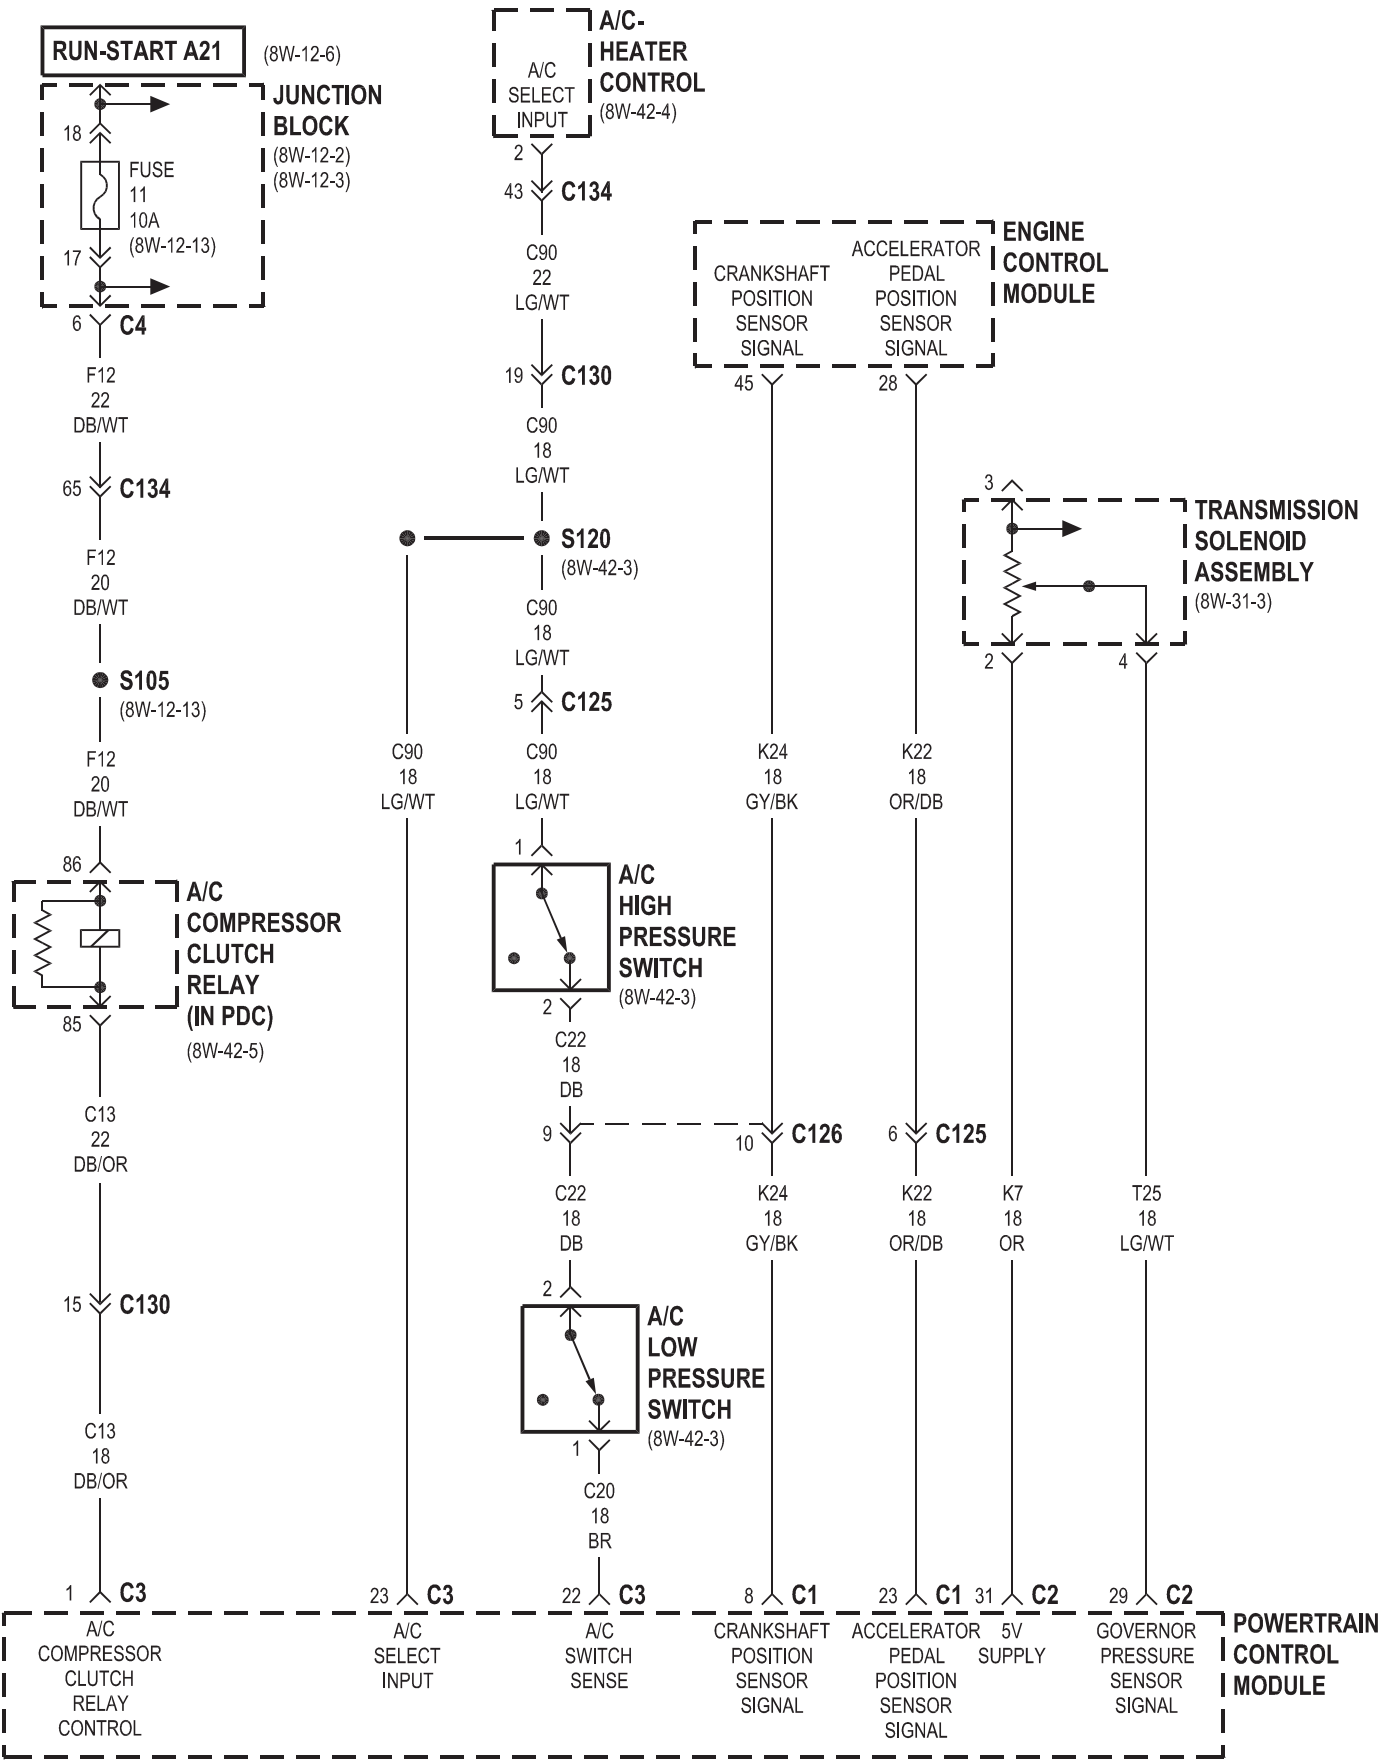 RUN-START A21
(8W-12-6)
JUNCTION
BLOCK
(8W-12-2)
(8W-12-3)
18
FUSE
11
10A
(8W-12-13)
17
6
C4
F12
22
DB/WT
65
C134
F12
20
DB/WT
S105
(8W-12-13)
F12
20
DB/WT
86
A/C
COMPRESSOR
CLUTCH
RELAY
(IN PDC)
(8W-42-5)
85
C13
22
DB/OR
15
C130
C13
18
DB/OR
1
C3
A/C
COMPRESSOR
CLUTCH
RELAY
CONTROL
A/C
SELECT
INPUT
A/C-
HEATER
CONTROL
(8W-42-4)
2
43
C134
C90
22
LG/WT
19
C130
C90
18
LG/WT
S120
(8W-42-3)
C90
18
LG/WT
5
C125
C90
18
LG/WT
C90
18
LG/WT
23
C3
A/C
SELECT
INPUT
1
A/C
HIGH
PRESSURE
SWITCH
(8W-42-3)
2
C22
18
DB
9
C22
18
DB
2
A/C
LOW
PRESSURE
SWITCH
(8W-42-3)
1
C20
18
BR
22
C3
A/C
SWITCH
SENSE
CRANKSHAFT
POSITION
SENSOR
SIGNAL
ACCELERATOR
PEDAL
POSITION
SENSOR
SIGNAL
ENGINE
CONTROL
MODULE
45
K24
18
GY/BK
10
C126
K24
18
GY/BK
8
C1
CRANKSHAFT
POSITION
SENSOR
SIGNAL
28
K22
18
OR/DB
6
C125
K22
18
OR/DB
23
C1
ACCELERATOR
PEDAL
POSITION
SENSOR
SIGNAL
3
TRANSMISSION
SOLENOID
ASSEMBLY
(8W-31-3)
2
4
K7
18
OR
31
C2
5V
SUPPLY
T25
18
LG/WT
29
C2
GOVERNOR
PRESSURE
SENSOR
SIGNAL
POWERTRAIN
CONTROL
MODULE